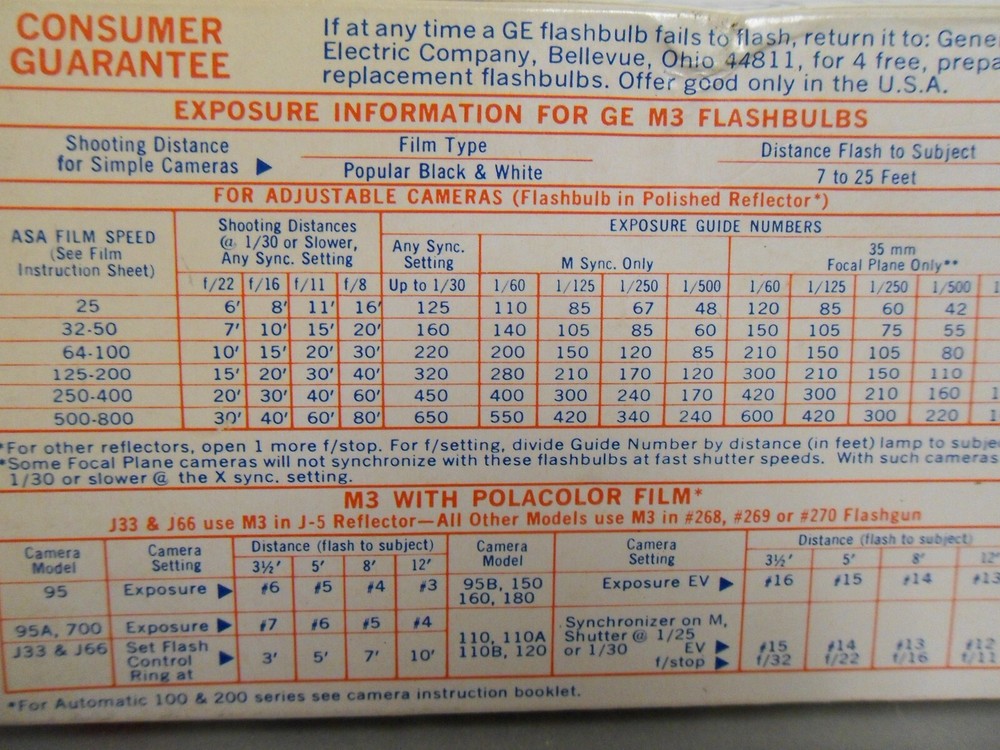 CONSUMER
GUARANTEE
If at any time a GE flashbulb fails to flash, return it to: Gene
Electric Company, Bellevue, Ohio 44811, for 4 free, prepa
replacement flashbulbs. Offer good only in the U.S.A.
EXPOSURE INFORMATION FOR GE M3 FLASHBULBS
Shooting Distance
for Simple Cameras ▶
Film Type
Popular Black & White
Distance Flash to Subject
7 to 25 Feet
FOR ADJUSTABLE CAMERAS (Flashbulb in Polished Reflector*)
ASA FILM SPEED
(See Film
Instruction Sheet)
Shooting Distances
@ 1/30 or Slower,
Any Sync. Setting
EXPOSURE GUIDE NUMBERS
Any Sync.
Setting
M Sync. Only
35 mm
Focal Plane Only**
f/22 f/16 f/11 f/8 Up to 1/30 1/60 1/125 1/250 1/500 1/60 1/125 1/250 1/500 1
25 6' 8' 11' 16' 125 110 85 67 48 120 85 60 42
32-50 7' 10' 15' 20' 160 140 105 85 60 150 105 75 55
64-100 10' 15' 20' 30' 220 200 150 120 85 210 150 105 80
125-200 15' 20' 30' 40' 320 280 210 170 120 300 210 150 110
250-400 20' 30' 40' 60' 450 400 300 240 170 420 300 210 160 1
500-800 30' 40' 60' 80' 650 550 420 340 240 600 420 300 220 1
*For other reflectors, open 1 more f/stop. For f/setting, divide Guide Number by distance (in feet) lamp to subje
*Some Focal Plane cameras will not synchronize with these flashbulbs at fast shutter speeds. With such cameras
1/30 or slower @ the X sync. setting.
M3 WITH POLACOLOR FILM*
J33 & J66 use M3 in J-5 Reflector—All Other Models use M3 in #268, #269 or #270 Flashgun
Camera
Model
Camera
Setting
Distance (flash to subject)
3½' 5' 8' 12'
95 Exposure ▶ #6 #5 #4 #3
95A, 700 Exposure ▶ #7 #6 #5 #4
J33 & J66 Set Flash
Control
Ring at ▶ 3' 5' 7' 10'
Camera
Model
Camera
Setting
Distance (flash to subject)
3½' 5' 8' 12'
95B, 150
160, 180
Exposure EV ▶ #16 #15 #14 #13
110, 110A
110B, 120
Synchronizer on M,
Shutter @ 1/25
or 1/30 EV ▶ #15 #14 #13 #12
f/stop ▶ f/32 f/22 f/16 f/11
*For Automatic 100 & 200 series see camera instruction booklet.